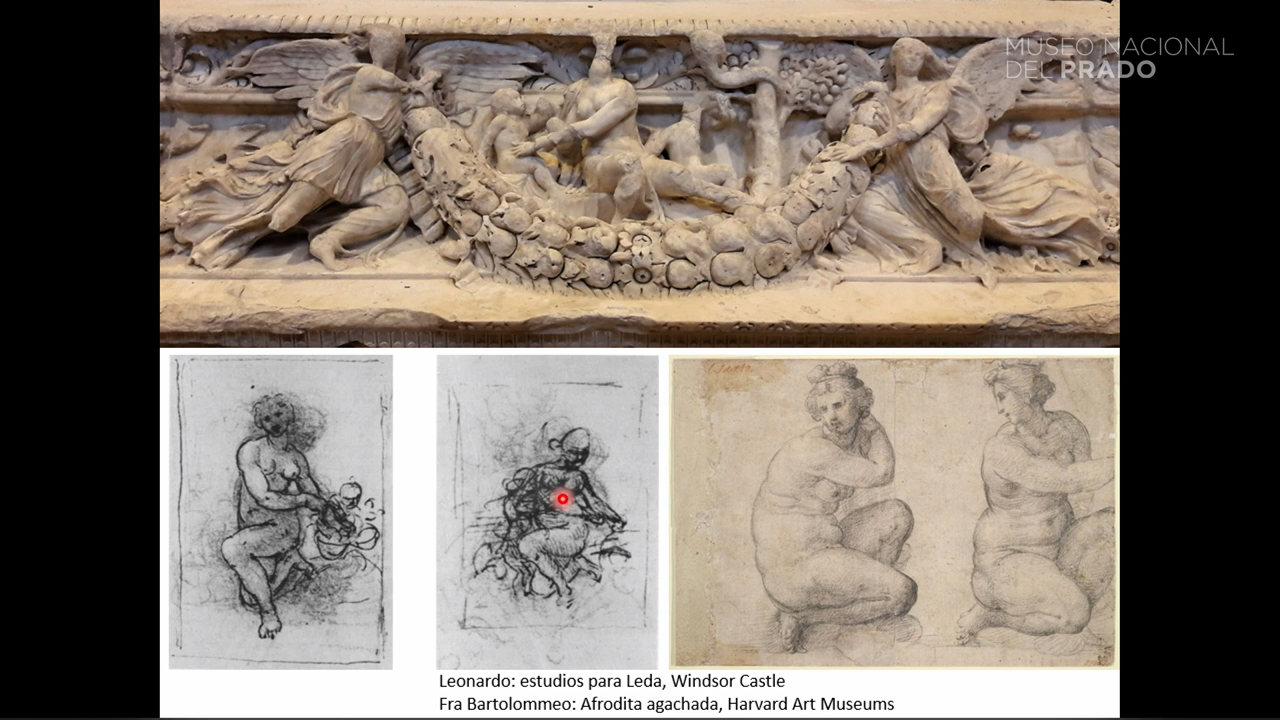 MUSEO NACIONAL
DEL PRADO
Leonardo: estudios para Leda, Windsor Castle
Fra Bartolommeo: Afrodita agachada, Harvard Art Museums